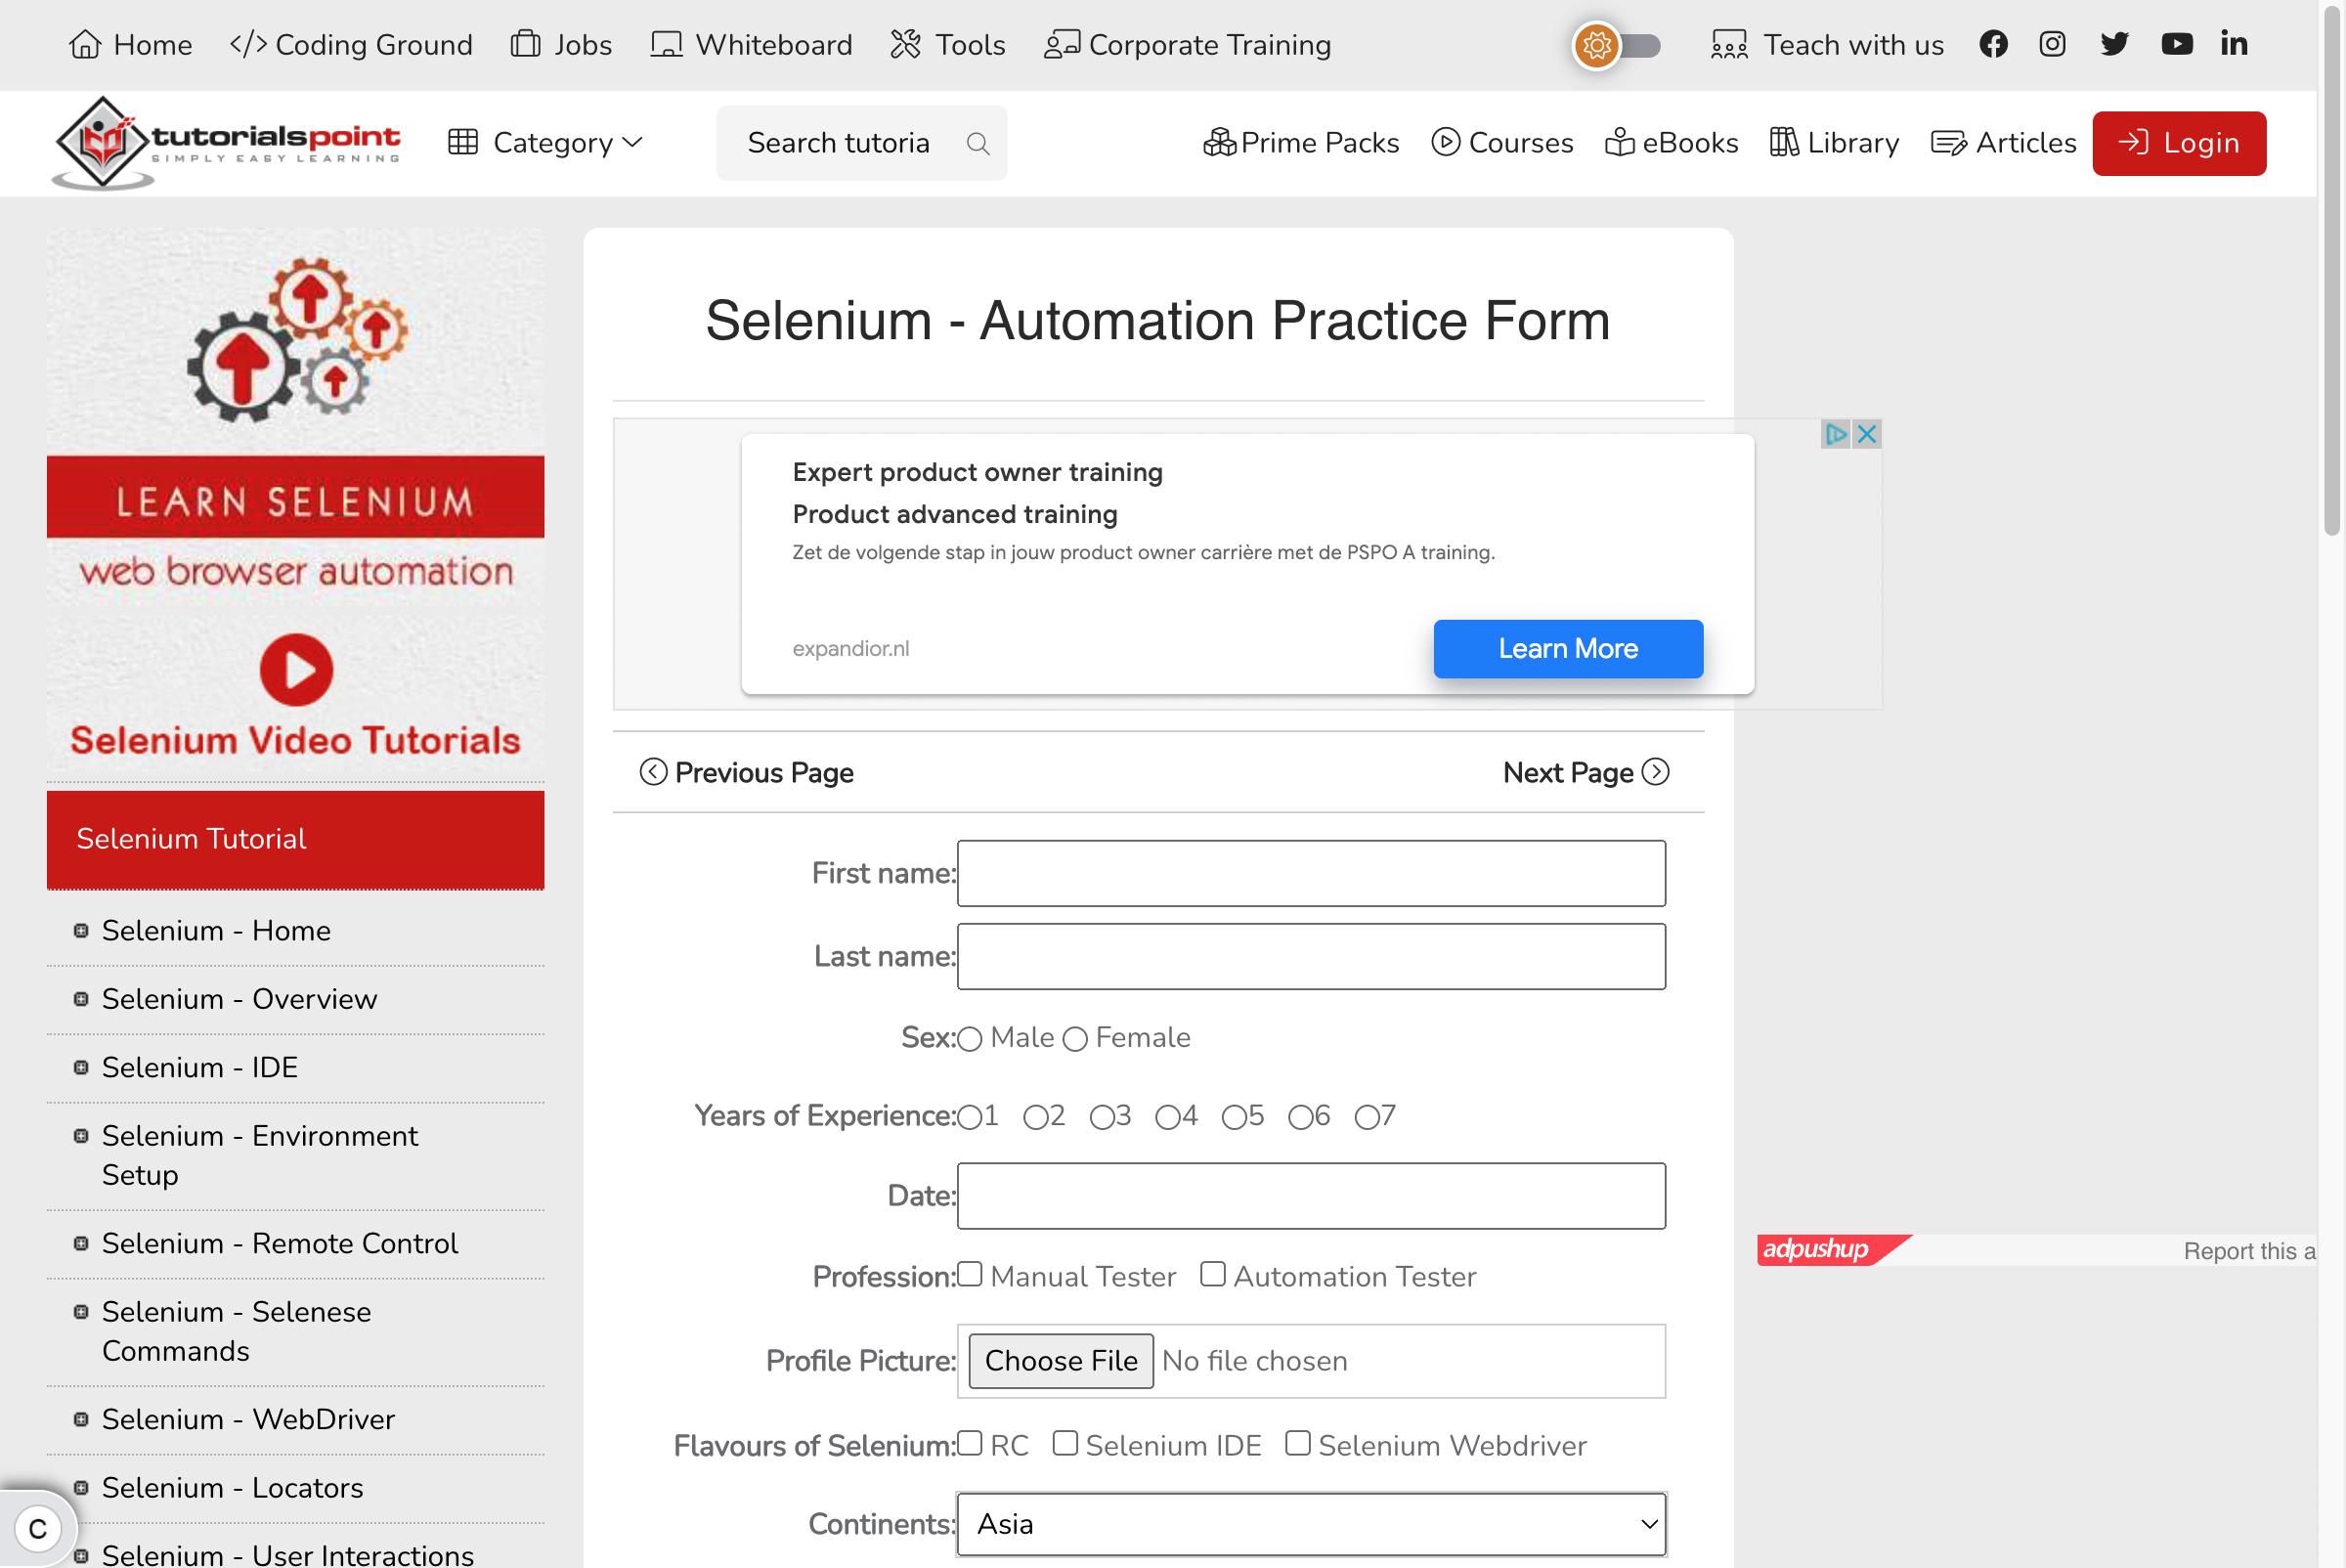 Home
Coding Ground
Jobs
Whiteboard
Tools
Corporate Training
Teach with us
tutorialspoint
SIMPLY EASY LEARNING
Category
Search tutoria
Prime Packs
Courses
eBooks
Library
Articles
Login
LEARN SELENIUM
web browser automation
Selenium Video Tutorials
Selenium Tutorial
Selenium - Home
Selenium - Overview
Selenium - IDE
Selenium - Environment
Setup
Selenium - Remote Control
Selenium - Selenese
Commands
Selenium - WebDriver
Selenium - Locators
Selenium - User Interactions
C
Selenium - Automation Practice Form
Expert product owner training
Product advanced training
Zet de volgende stap in jouw product owner carrière met de PSPO A training.
expandior.nl
Learn More
Previous Page
Next Page
First name:
Last name:
Sex: Male Female
Years of Experience: 1 2 3 4 5 6 7
Date:
Profession: Manual Tester Automation Tester
Profile Picture: Choose File No file chosen
Flavours of Selenium: RC Selenium IDE Selenium Webdriver
Continents: Asia
adpushup
Report this a